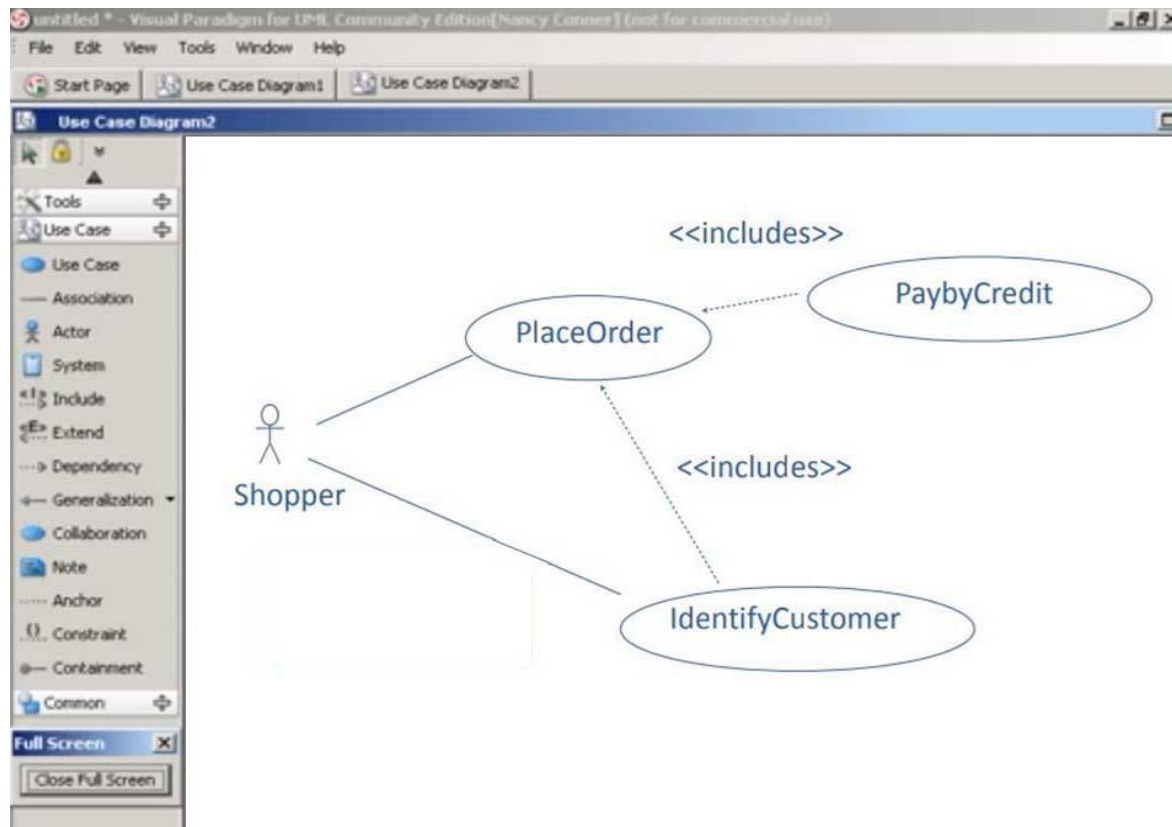 untitled * - Visual Paradigm for UML Community Edition[Nancy Conner] (not for commercial use)
File Edit View Tools Window Help
Start Page Use Case Diagram1 Use Case Diagram2
Use Case Diagram2
Tools
Use Case
Use Case
Association
Actor
System
Include
Extend
Dependency
Generalization
Collaboration
Note
Anchor
Constraint
Containment
Common
Full Screen
Close Full Screen
<<includes>>
PaybyCredit
PlaceOrder
<<includes>>
Shopper
IdentifyCustomer